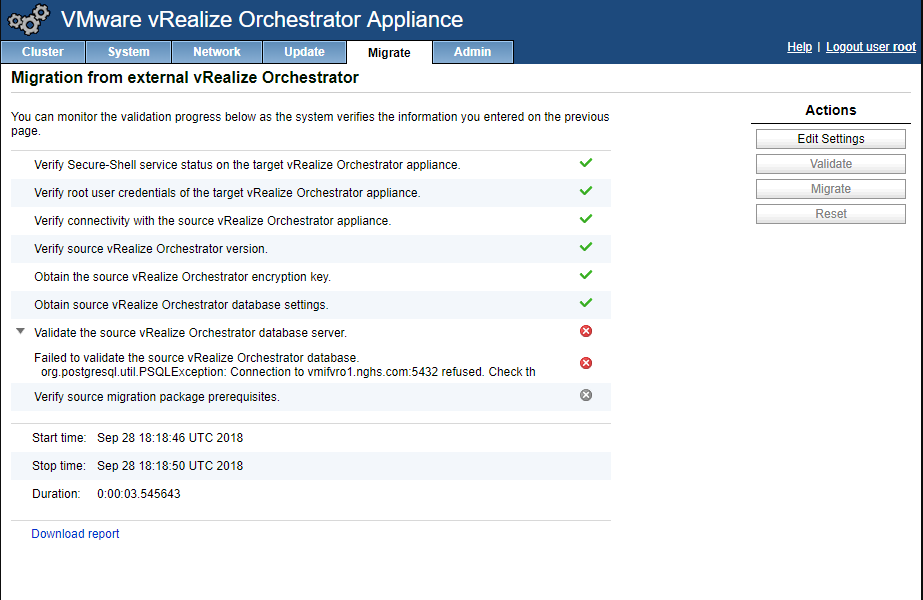 VMware vRealize Orchestrator Appliance
Cluster
System
Network
Update
Migrate
Admin
Help | Logout user root
Migration from external vRealize Orchestrator
You can monitor the validation progress below as the system verifies the information you entered on the previous
page.
Verify Secure-Shell service status on the target vRealize Orchestrator appliance.
Verify root user credentials of the target vRealize Orchestrator appliance.
Verify connectivity with the source vRealize Orchestrator appliance.
Verify source vRealize Orchestrator version.
Obtain the source vRealize Orchestrator encryption key.
Obtain source vRealize Orchestrator database settings.
Validate the source vRealize Orchestrator database server.
Failed to validate the source vRealize Orchestrator database.
org.postgresql.util.PSQLException: Connection to vmifvro1.nghs.com:5432 refused. Check th
Verify source migration package prerequisites.
Start time: Sep 28 18:18:46 UTC 2018
Stop time: Sep 28 18:18:50 UTC 2018
Duration: 0:00:03.545643
Download report
Actions
Edit Settings
Validate
Migrate
Reset